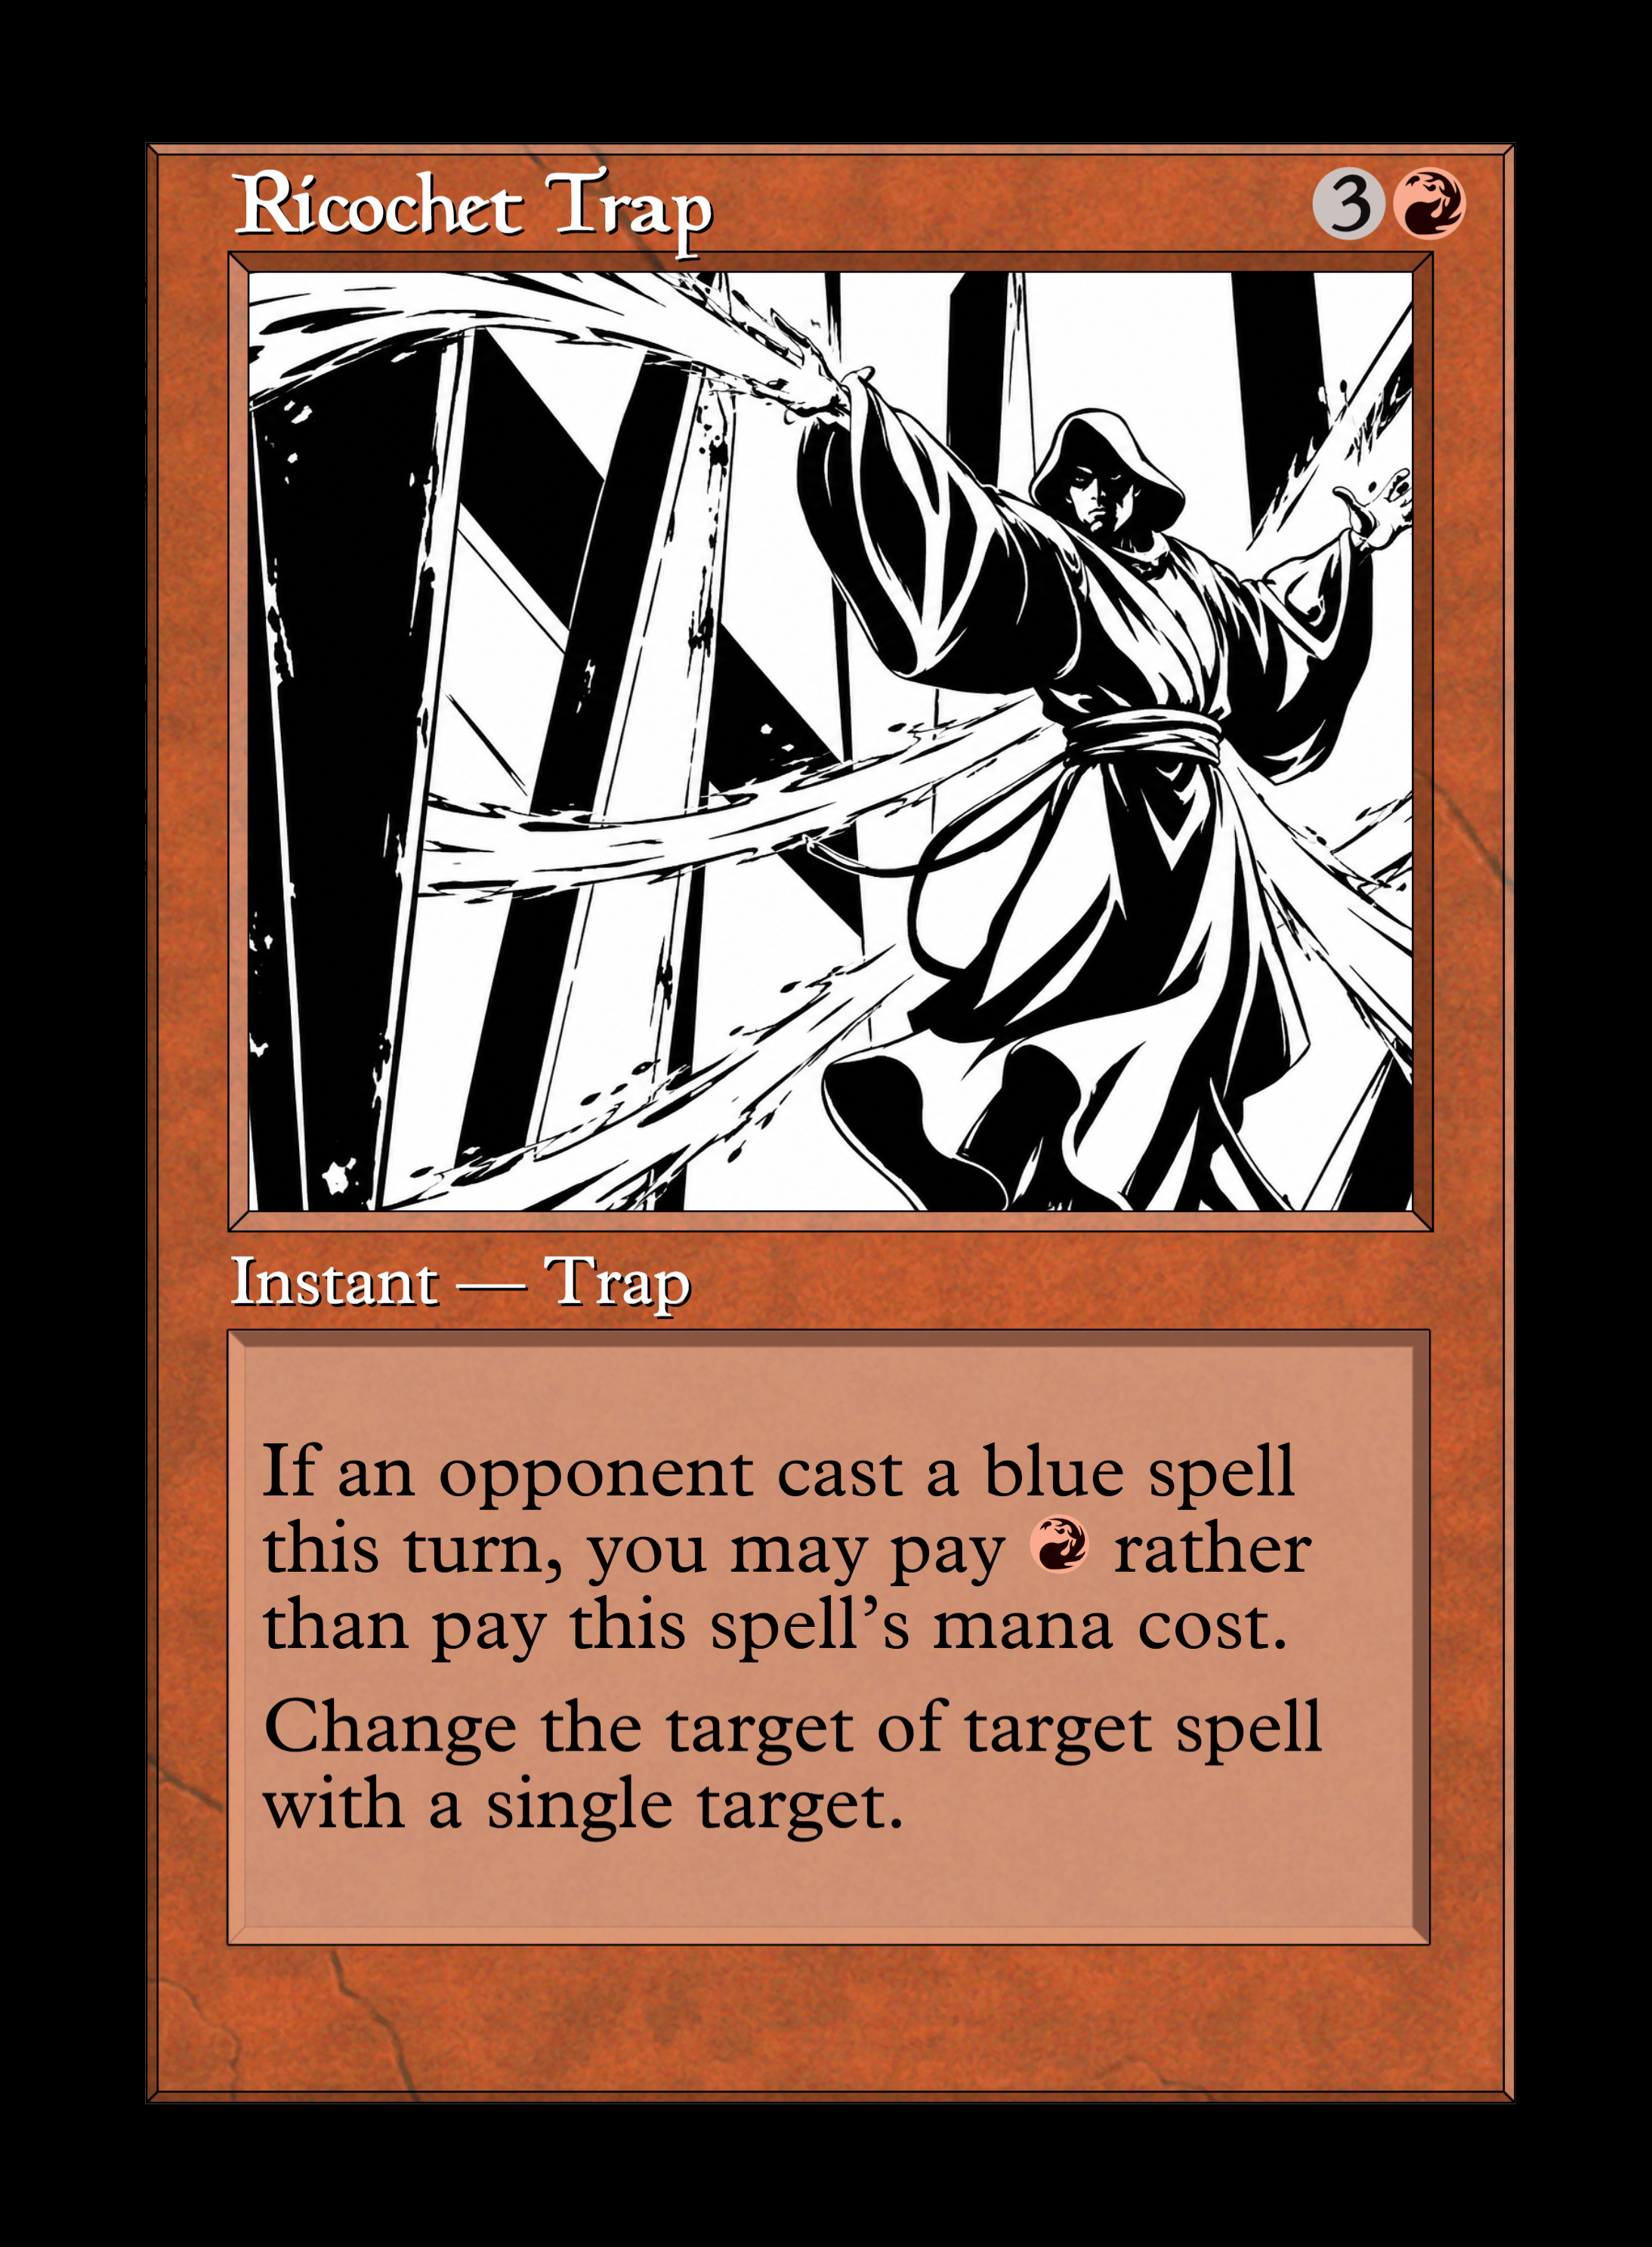 Ricochet Trap 3
Instant — Trap
If an opponent cast a blue spell
this turn, you may pay rather
than pay this spell’s mana cost.
Change the target of target spell
with a single target.